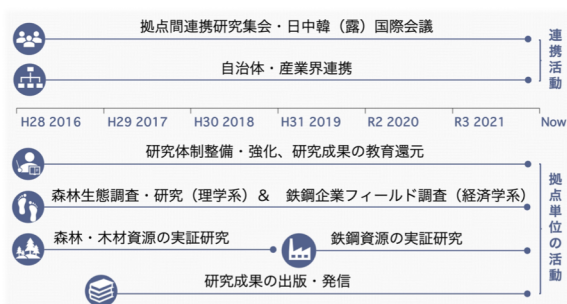 拠点間連携研究集会・日中韓（露）国際会議
自治体・産業界連携
連携活動
H28 2016 H29 2017 H30 2018 H31 2019 R2 2020 R3 2021 Now
研究体制整備・強化、研究成果の教育還元
森林生態調査・研究（理学系）＆ 鉄鋼企業フィールド調査（経済学系）
森林・木材資源の実証研究 鉄鋼資源の実証研究
研究成果の出版・発信
拠点単位の活動